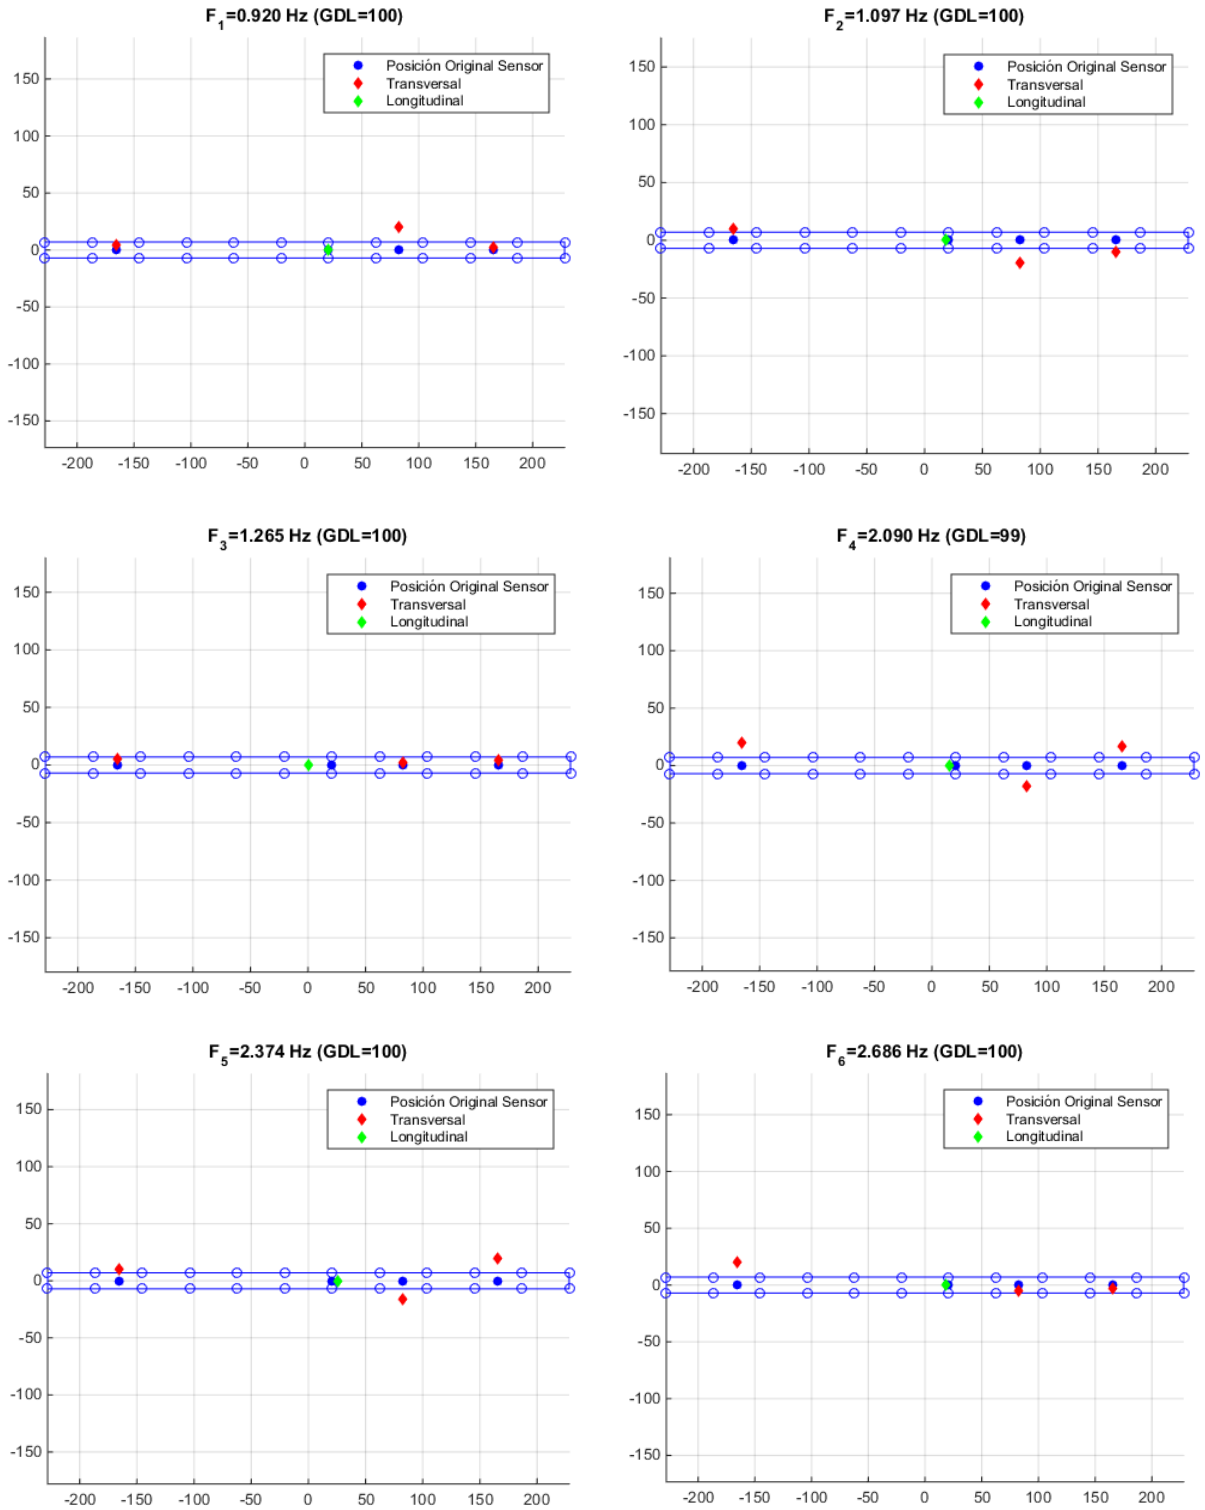 F1=0.920 Hz (GDL=100)
Posición Original Sensor
Transversal
Longitudinal
150
100
50
0
-50
-100
-150
-200 -150 -100 -50 0 50 100 150 200
F2=1.097 Hz (GDL=100)
Posición Original Sensor
Transversal
Longitudinal
150
100
50
0
-50
-100
-150
-200 -150 -100 -50 0 50 100 150 200
F3=1.265 Hz (GDL=100)
Posición Original Sensor
Transversal
Longitudinal
150
100
50
0
-50
-100
-150
-200 -150 -100 -50 0 50 100 150 200
F4=2.090 Hz (GDL=99)
Posición Original Sensor
Transversal
Longitudinal
150
100
50
0
-50
-100
-150
-200 -150 -100 -50 0 50 100 150 200
F5=2.374 Hz (GDL=100)
Posición Original Sensor
Transversal
Longitudinal
150
100
50
0
-50
-100
-150
-200 -150 -100 -50 0 50 100 150 200
F6=2.686 Hz (GDL=100)
Posición Original Sensor
Transversal
Longitudinal
150
100
50
0
-50
-100
-150
-200 -150 -100 -50 0 50 100 150 200